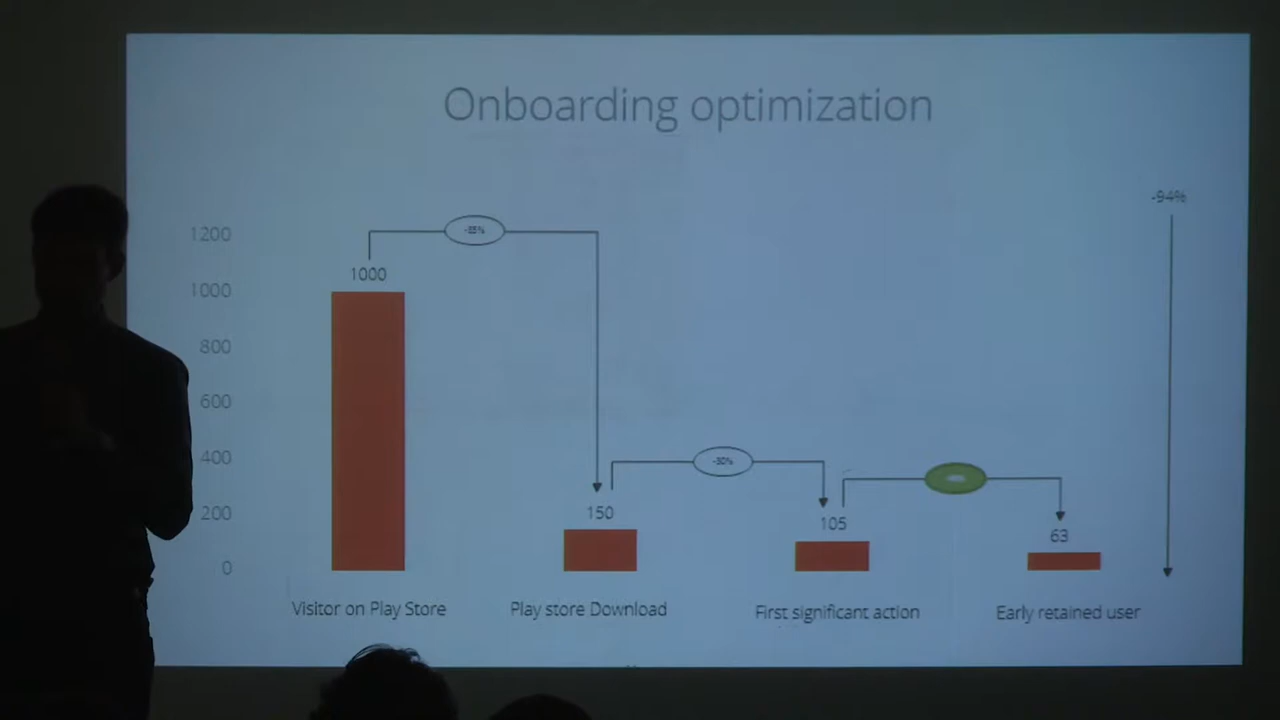 Onboarding optimization
-94%
1200
1000
800
600
400
200
0
1000
150
-30%
105
63
Visitor on Play Store
Play store Download
First significant action
Early retained user